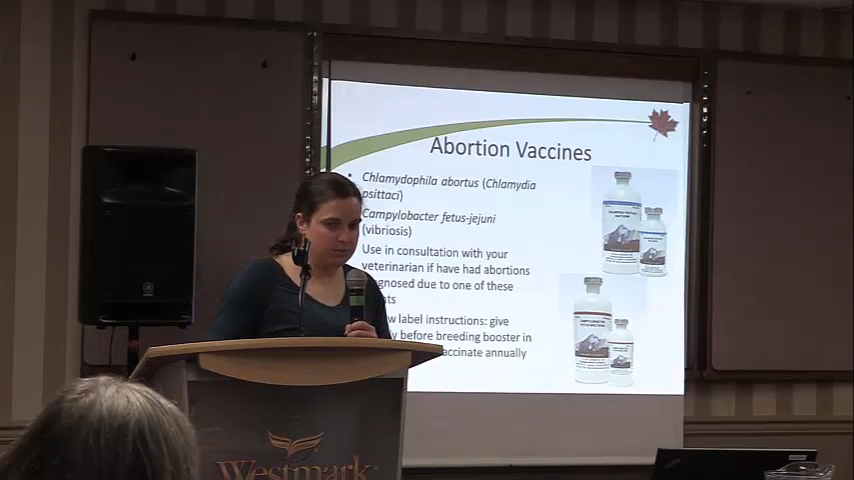 Abortion Vaccines
• Chlamydophila abortus (Chlamydia
psittaci)
Campylobacter fetus-jejuni
(vibriosis)
Use in consultation with your
veterinarian if have had abortions
gnosed due to one of these
ts
w label instructions: give
y before breeding booster in
accinate annually
Westmark